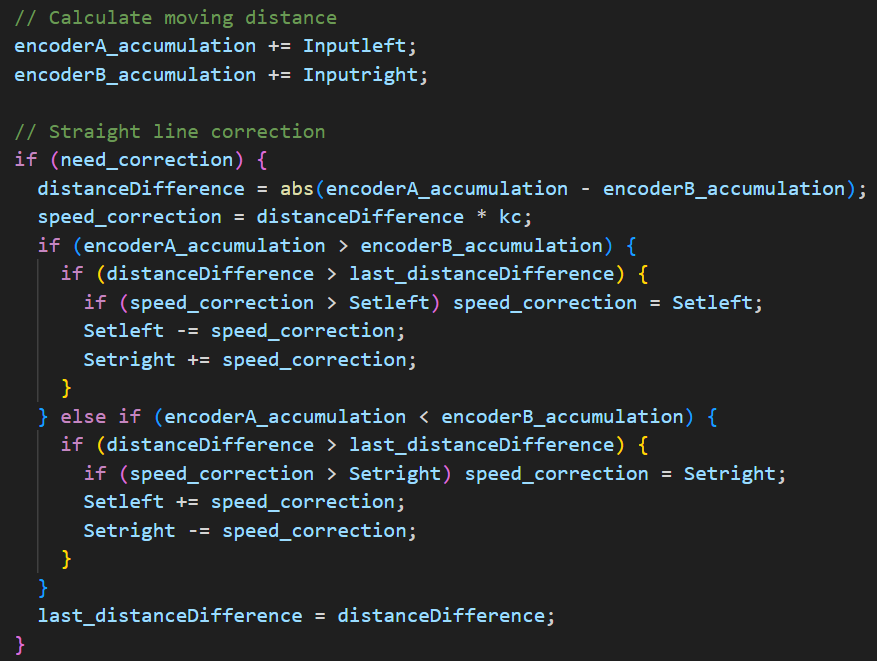 // Calculate moving distance
encoderA_accumulation += Inputleft;
encoderB_accumulation += Inputright;

// Straight line correction
if (need_correction) {
  distanceDifference = abs(encoderA_accumulation - encoderB_accumulation);
  speed_correction = distanceDifference * kc;
  if (encoderA_accumulation > encoderB_accumulation) {
    if (distanceDifference > last_distanceDifference) {
      if (speed_correction > Setleft) speed_correction = Setleft;
      Setleft -= speed_correction;
      Setright += speed_correction;
    }
  } else if (encoderA_accumulation < encoderB_accumulation) {
    if (distanceDifference > last_distanceDifference) {
      if (speed_correction > Setright) speed_correction = Setright;
      Setleft += speed_correction;
      Setright -= speed_correction;
    }
  }
  last_distanceDifference = distanceDifference;
}